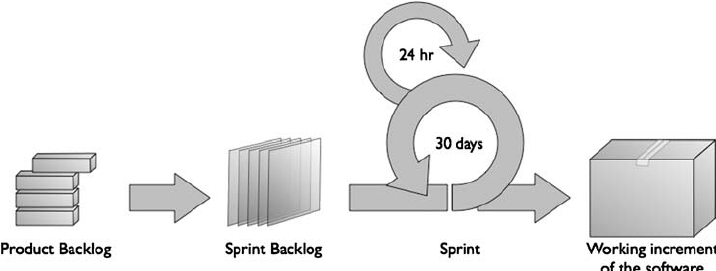 24 hr
30 days
Product Backlog
Sprint Backlog
Sprint
Working increment
of the software